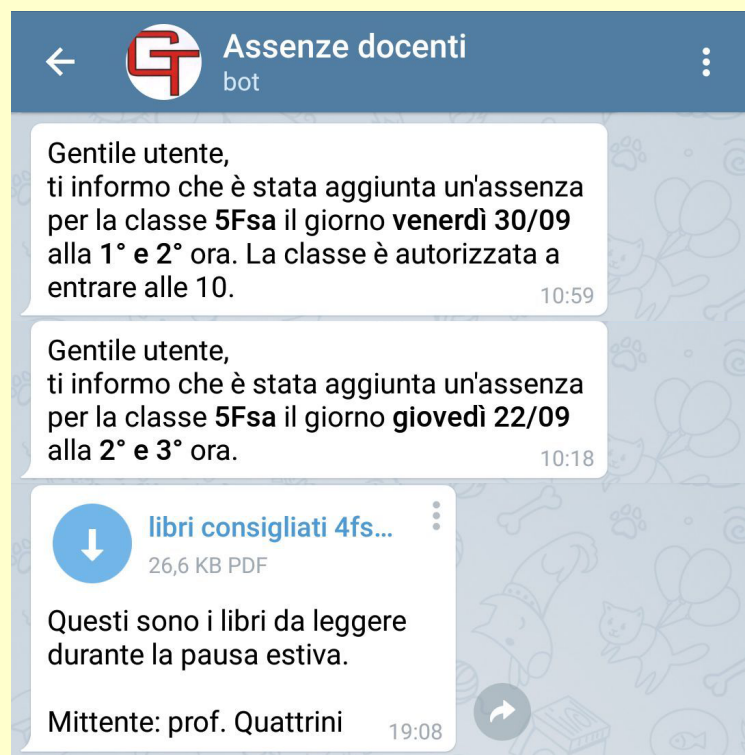 Assenze docenti
bot
Gentile utente,
ti informo che è stata aggiunta un'assenza
per la classe 5Fsa il giorno venerdì 30/09
alla 1° e 2° ora. La classe è autorizzata a
entrare alle 10.
10:59
Gentile utente,
ti informo che è stata aggiunta un'assenza
per la classe 5Fsa il giorno giovedì 22/09
alla 2° e 3° ora.
10:18
libri consigliati 4fs...
26,6 KB PDF
Questi sono i libri da leggere
durante la pausa estiva.
Mittente: prof. Quattrini
19:08